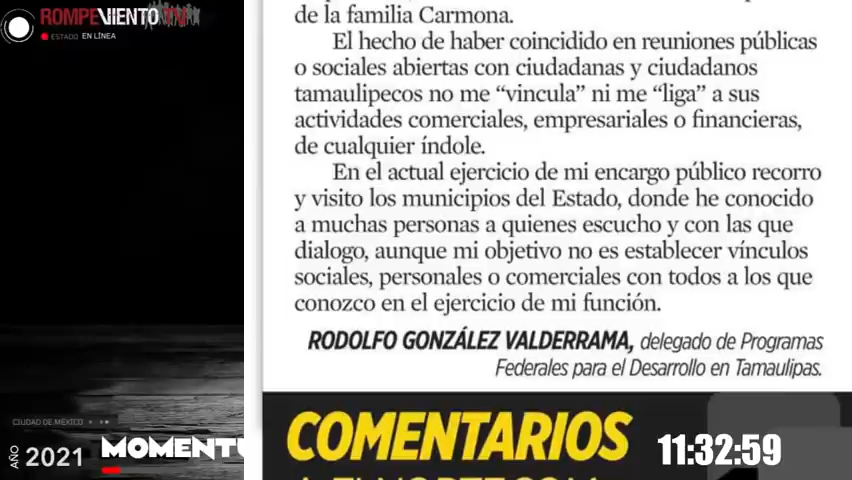 ROMPEVIENTO TV
ESTADO EN LÍNEA
de la familia Carmona.
El hecho de haber coincidido en reuniones públicas
o sociales abiertas con ciudadanas y ciudadanos
tamaulipecos no me “vincula” ni me “liga” a sus
actividades comerciales, empresariales o financieras,
de cualquier índole.
En el actual ejercicio de mi encargo público recorro
y visito los municipios del Estado, donde he conocido
a muchas personas a quienes escucho y con las que
dialogo, aunque mi objetivo no es establecer vínculos
sociales, personales o comerciales con todos a los que
conozco en el ejercicio de mi función.
RODOLFO GONZÁLEZ VALDERRAMA, delegado de Programas
Federales para el Desarrollo en Tamaulipas.
CIUDAD DE MÉXICO
AÑO 2021 MOMENTU
COMENTARIOS
11:32:59